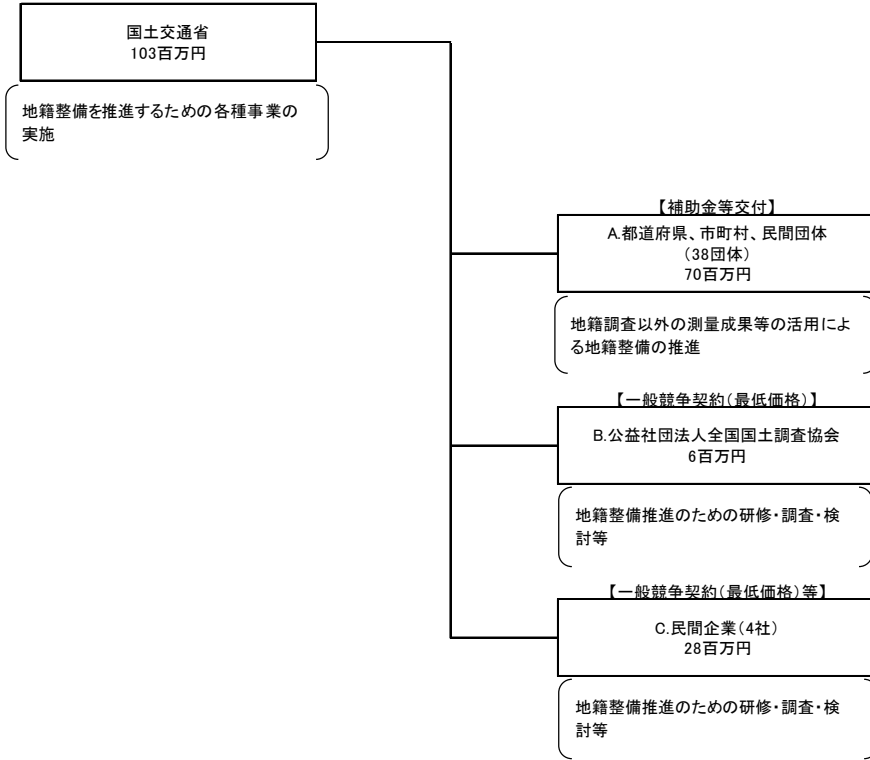 国土交通省
103百万円
地籍整備を推進するための各種事業の
実施
【補助金等交付】
A.都道府県、市町村、民間団体
(38団体)
70百万円
地籍調査以外の測量成果等の活用によ
る地籍整備の推進
【一般競争契約(最低価格)】
B.公益社団法人全国国土調査協会
6百万円
地籍整備推進のための研修・調査・検
討等
【一般競争契約(最低価格)等】
C.民間企業(4社)
28百万円
地籍整備推進のための研修・調査・検
討等